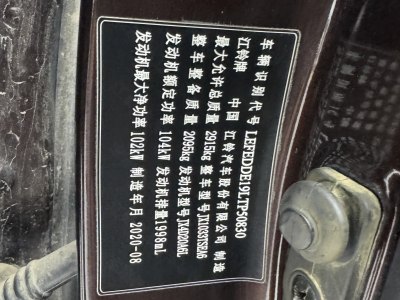 车辆识别代号 LEFEDDE19LTP50830
江铃牌 中国 江铃汽车股份有限公司 制造
最大允许总质量 2915kg 整车型号 JX1033TSEA6
整车整备质量 2095kg 发动机型号 JX4D20A6L
发动机额定功率 104kW 发动机排量 1998mL
发动机最大净功率 102kW 制造年月 2020-08